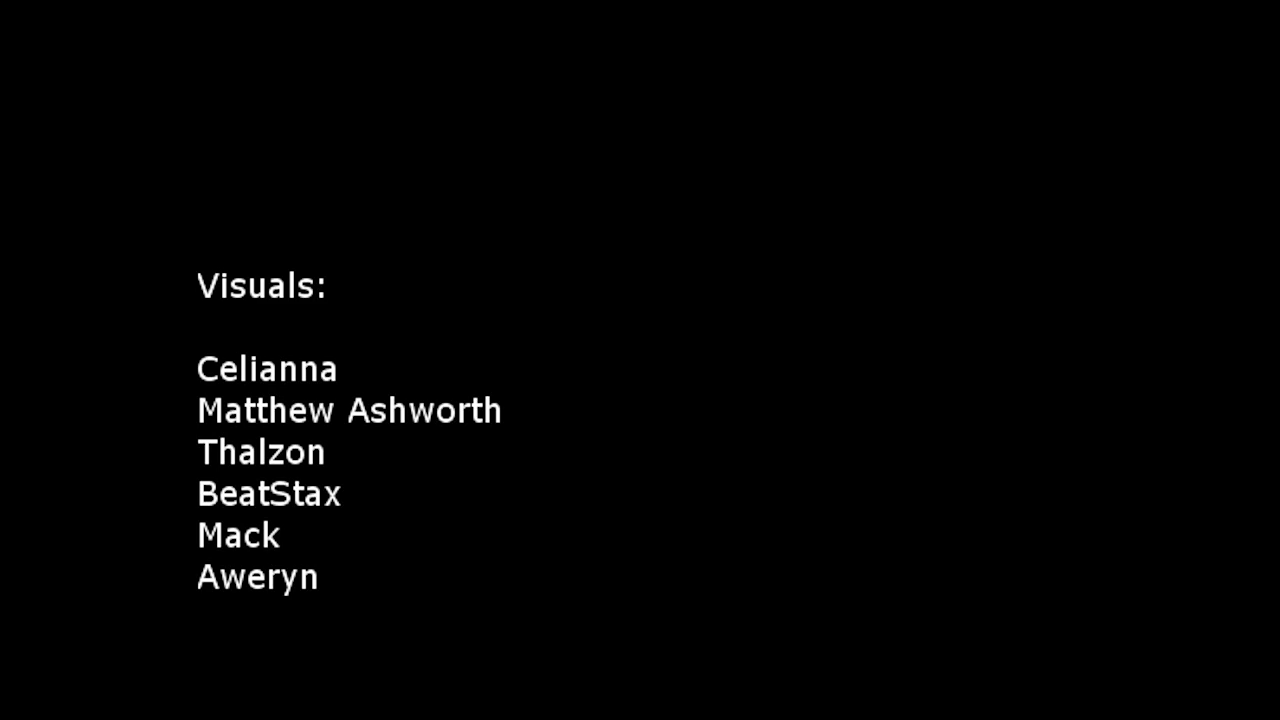 Visuals:
Celianna
Matthew Ashworth
Thalzon
BeatStax
Mack
Aweryn